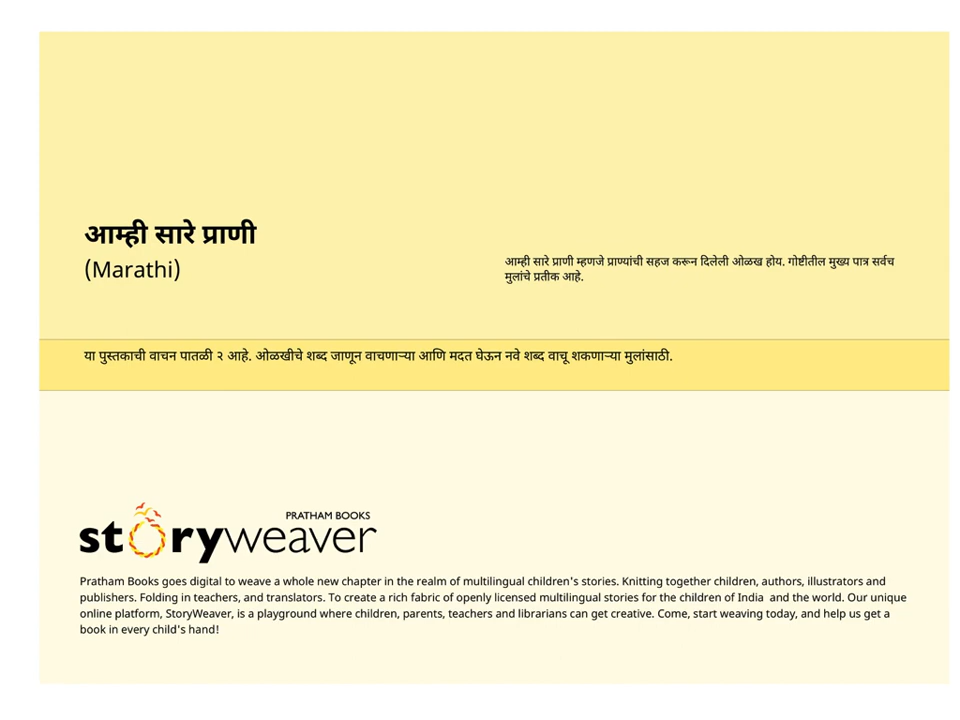 आम्ही सारे प्राणी
(Marathi)
आम्ही सारे प्राणी म्हणजे प्राण्यांची सहज करून दिलेली ओळख होय. गोष्टीतील मुख्य पात्र सर्वच
मुलांचे प्रतीक आहे.
या पुस्तकाची वाचन पातळी २ आहे. ओळखीचे शब्द जाणून वाचणाऱ्या आणि मदत घेऊन नवे शब्द वाचू शकणाऱ्या मुलांसाठी.
PRATHAM BOOKS
storyweaver
Pratham Books goes digital to weave a whole new chapter in the realm of multilingual children's stories. Knitting together children, authors, illustrators and
publishers. Folding in teachers, and translators. To create a rich fabric of openly licensed multilingual stories for the children of India  and the world. Our unique
online platform, StoryWeaver, is a playground where children, parents, teachers and librarians can get creative. Come, start weaving today, and help us get a
book in every child's hand!